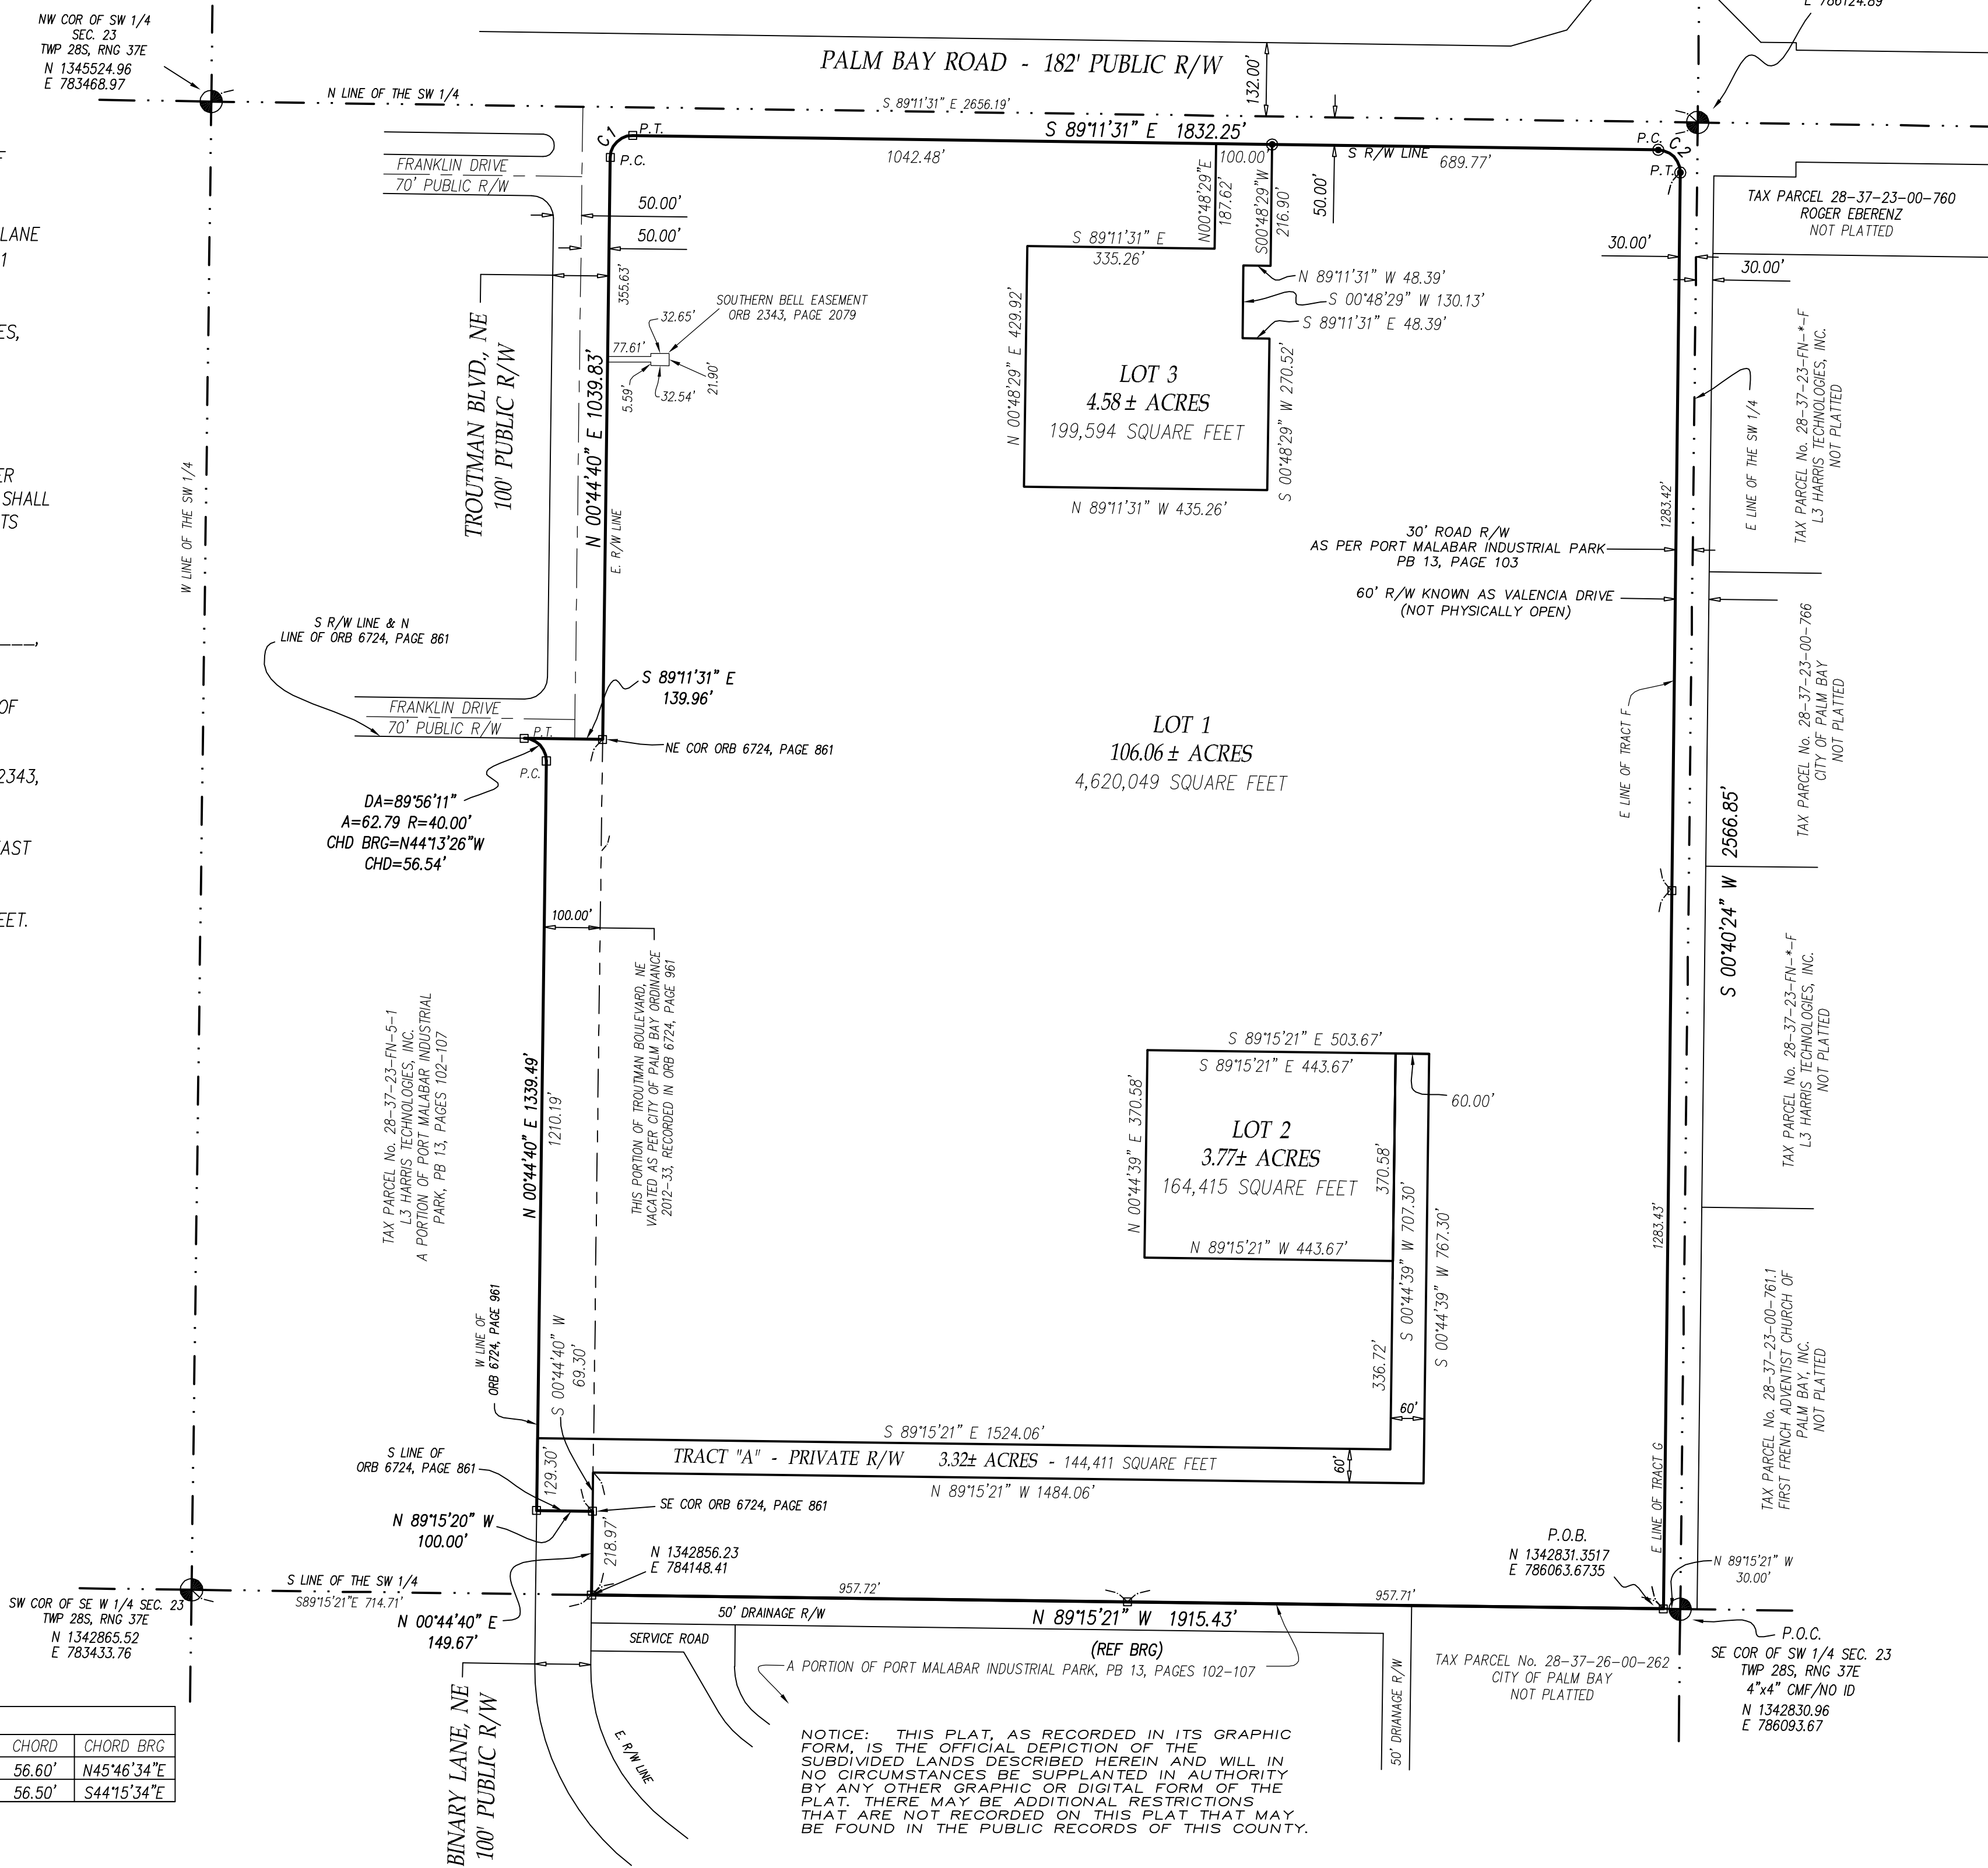 NW COR OF SW 1/4
SEC. 23
TWP 28S, RNG 37E
N 1345524.96
E 783468.97
E 786124.89
PALM BAY ROAD - 182' PUBLIC R/W
132.00'
N LINE OF THE SW 1/4
S 89°11'31" E 2656.19'
S 89°11'31" E 1832.25'
C1
P.T.
P.C.
1042.48'
100.00'
S R/W LINE
689.77'
P.C.
C2
P.T.
50.00'
FRANKLIN DRIVE
70' PUBLIC R/W
50.00'
50.00'
N00°48'29"E
187.62'
S00°48'29"W
216.90'
TAX PARCEL 28-37-23-00-760
ROGER EBERENZ
NOT PLATTED
30.00'
30.00'
LANE
1
ES,
ER
SHALL
TS
OF
2343,
AST
EET.
TROUTMAN BLVD., NE
100' PUBLIC R/W
355.63'
N 00°44'40" E 1039.83'
E. R/W LINE
SOUTHERN BELL EASEMENT
ORB 2343, PAGE 2079
32.65'
77.61'
5.59'
32.54'
21.90'
S 89°11'31" E
335.26'
N 89°11'31" W 48.39'
S 00°48'29" W 130.13'
S 89°11'31" E 48.39'
N 00°48'29" E 429.92'
S 00°48'29" W 270.52'
LOT 3
4.58 ± ACRES
199,594 SQUARE FEET
N 89°11'31" W 435.26'
W LINE OF THE SW 1/4
1283.42'
E LINE OF THE SW 1/4
TAX PARCEL No. 28-37-23-FN-*-F
L3 HARRIS TECHNOLOGIES, INC.
NOT PLATTED
30' ROAD R/W
AS PER PORT MALABAR INDUSTRIAL PARK
PB 13, PAGE 103
60' R/W KNOWN AS VALENCIA DRIVE
(NOT PHYSICALLY OPEN)
TAX PARCEL No. 28-37-23-00-766
CITY OF PALM BAY
NOT PLATTED
S R/W LINE & N
LINE OF ORB 6724, PAGE 861
S 89°11'31" E
139.96'
FRANKLIN DRIVE
70' PUBLIC R/W
P.T.
P.C.
NE COR ORB 6724, PAGE 861
LOT 1
106.06 ± ACRES
4,620,049 SQUARE FEET
E LINE OF TRACT F
DA=89°56'11"
A=62.79 R=40.00'
CHD BRG=N44°13'26"W
CHD=56.54'
S 00°40'24" W 2566.85'
100.00'
TAX PARCEL No. 28-37-23-FN-5-1
L3 HARRIS TECHNOLOGIES, INC.
A PORTION OF PORT MALABAR INDUSTRIAL
PARK, PB 13, PAGES 102-107
N 00°44'40" E 1339.49'
1210.19'
THIS PORTION OF TROUTMAN BOULEVARD, NE
VACATED AS PER CITY OF PALM BAY ORDINANCE
2012-33, RECORDED IN ORB 6724, PAGE 961
TAX PARCEL No. 28-37-23-FN-*-F
L3 HARRIS TECHNOLOGIES, INC.
NOT PLATTED
S 89°15'21" E 503.67'
S 89°15'21" E 443.67'
60.00'
N 00°44'39" E 370.58'
LOT 2
3.77± ACRES
164,415 SQUARE FEET
370.58'
N 89°15'21" W 443.67'
S 00°44'39" W 707.30'
S 00°44'39" W 767.30'
336.72'
60'
1283.43'
TAX PARCEL No. 28-37-23-00-761.1
FIRST FRENCH ADVENTIST CHURCH OF
PALM BAY, INC.
NOT PLATTED
W LINE OF
ORB 6724, PAGE 961
S 00°44'40" W
69.30'
S 89°15'21" E 1524.06'
TRACT "A" - PRIVATE R/W 3.32± ACRES - 144,411 SQUARE FEET
60'
N 89°15'21" W 1484.06'
S LINE OF
ORB 6724, PAGE 861
129.30'
N 89°15'20" W
100.00'
SE COR ORB 6724, PAGE 861
218.97'
N 1342856.23
E 784148.41
E LINE OF TRACT G
P.O.B.
N 1342831.3517
E 786063.6735
N 89°15'21" W
30.00'
S LINE OF THE SW 1/4
S89°15'21"E 714.71'
SW COR OF SE W 1/4 SEC. 23
TWP 28S, RNG 37E
N 1342865.52
E 783433.76
N 00°44'40" E
149.67'
957.72'
957.71'
50' DRAINAGE R/W
N 89°15'21" W 1915.43'
(REF BRG)
SERVICE ROAD
A PORTION OF PORT MALABAR INDUSTRIAL PARK, PB 13, PAGES 102-107
50' DRIANAGE R/W
TAX PARCEL No. 28-37-26-00-262
CITY OF PALM BAY
NOT PLATTED
P.O.C.
SE COR OF SW 1/4 SEC. 23
TWP 28S, RNG 37E
4"x4" CMF/NO ID
N 1342830.96
E 786093.67
BINARY LANE, NE
100' PUBLIC R/W
E R/W LINE
CHORD CHORD BRG
56.60' N45°46'34"E
56.50' S44°15'34"E
NOTICE: THIS PLAT, AS RECORDED IN ITS GRAPHIC
FORM, IS THE OFFICIAL DEPICTION OF THE
SUBDIVIDED LANDS DESCRIBED HEREIN AND WILL IN
NO CIRCUMSTANCES BE SUPPLANTED IN AUTHORITY
BY ANY OTHER GRAPHIC OR DIGITAL FORM OF THE
PLAT. THERE MAY BE ADDITIONAL RESTRICTIONS
THAT ARE NOT RECORDED ON THIS PLAT THAT MAY
BE FOUND IN THE PUBLIC RECORDS OF THIS COUNTY.